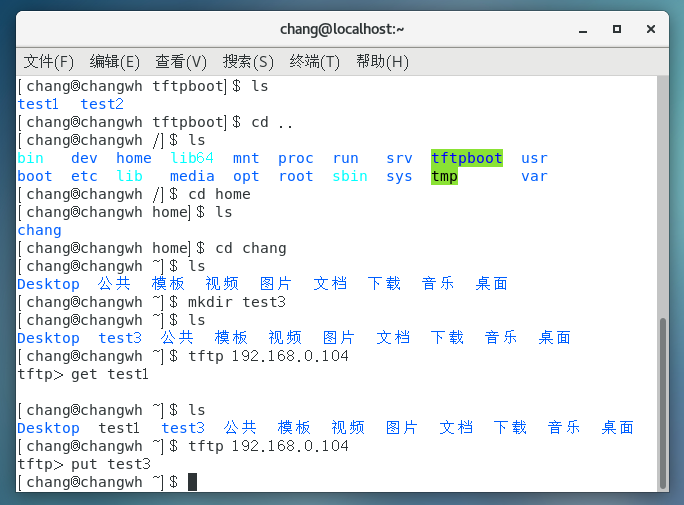 chang@localhost:~
文件(F) 编辑(E) 查看(V) 搜索(S) 终端(T) 帮助(H)
[chang@changwh tftpboot]$ ls
test1 test2
[chang@changwh tftpboot]$ cd ..
[chang@changwh /]$ ls
bin dev home lib64 mnt proc run srv tftpboot usr
boot etc lib media opt root sbin sys tmp var
[chang@changwh /]$ cd home
[chang@changwh home]$ ls
chang
[chang@changwh home]$ cd chang
[chang@changwh ~]$ ls
Desktop 公共 模板 视频 图片 文档 下载 音乐 桌面
[chang@changwh ~]$ mkdir test3
[chang@changwh ~]$ ls
Desktop test3 公共 模板 视频 图片 文档 下载 音乐 桌面
[chang@changwh ~]$ tftp 192.168.0.104
tftp> get test1
[chang@changwh ~]$ ls
Desktop test1 test3 公共 模板 视频 图片 文档 下载 音乐 桌面
[chang@changwh ~]$ tftp 192.168.0.104
tftp> put test3
[chang@changwh ~]$